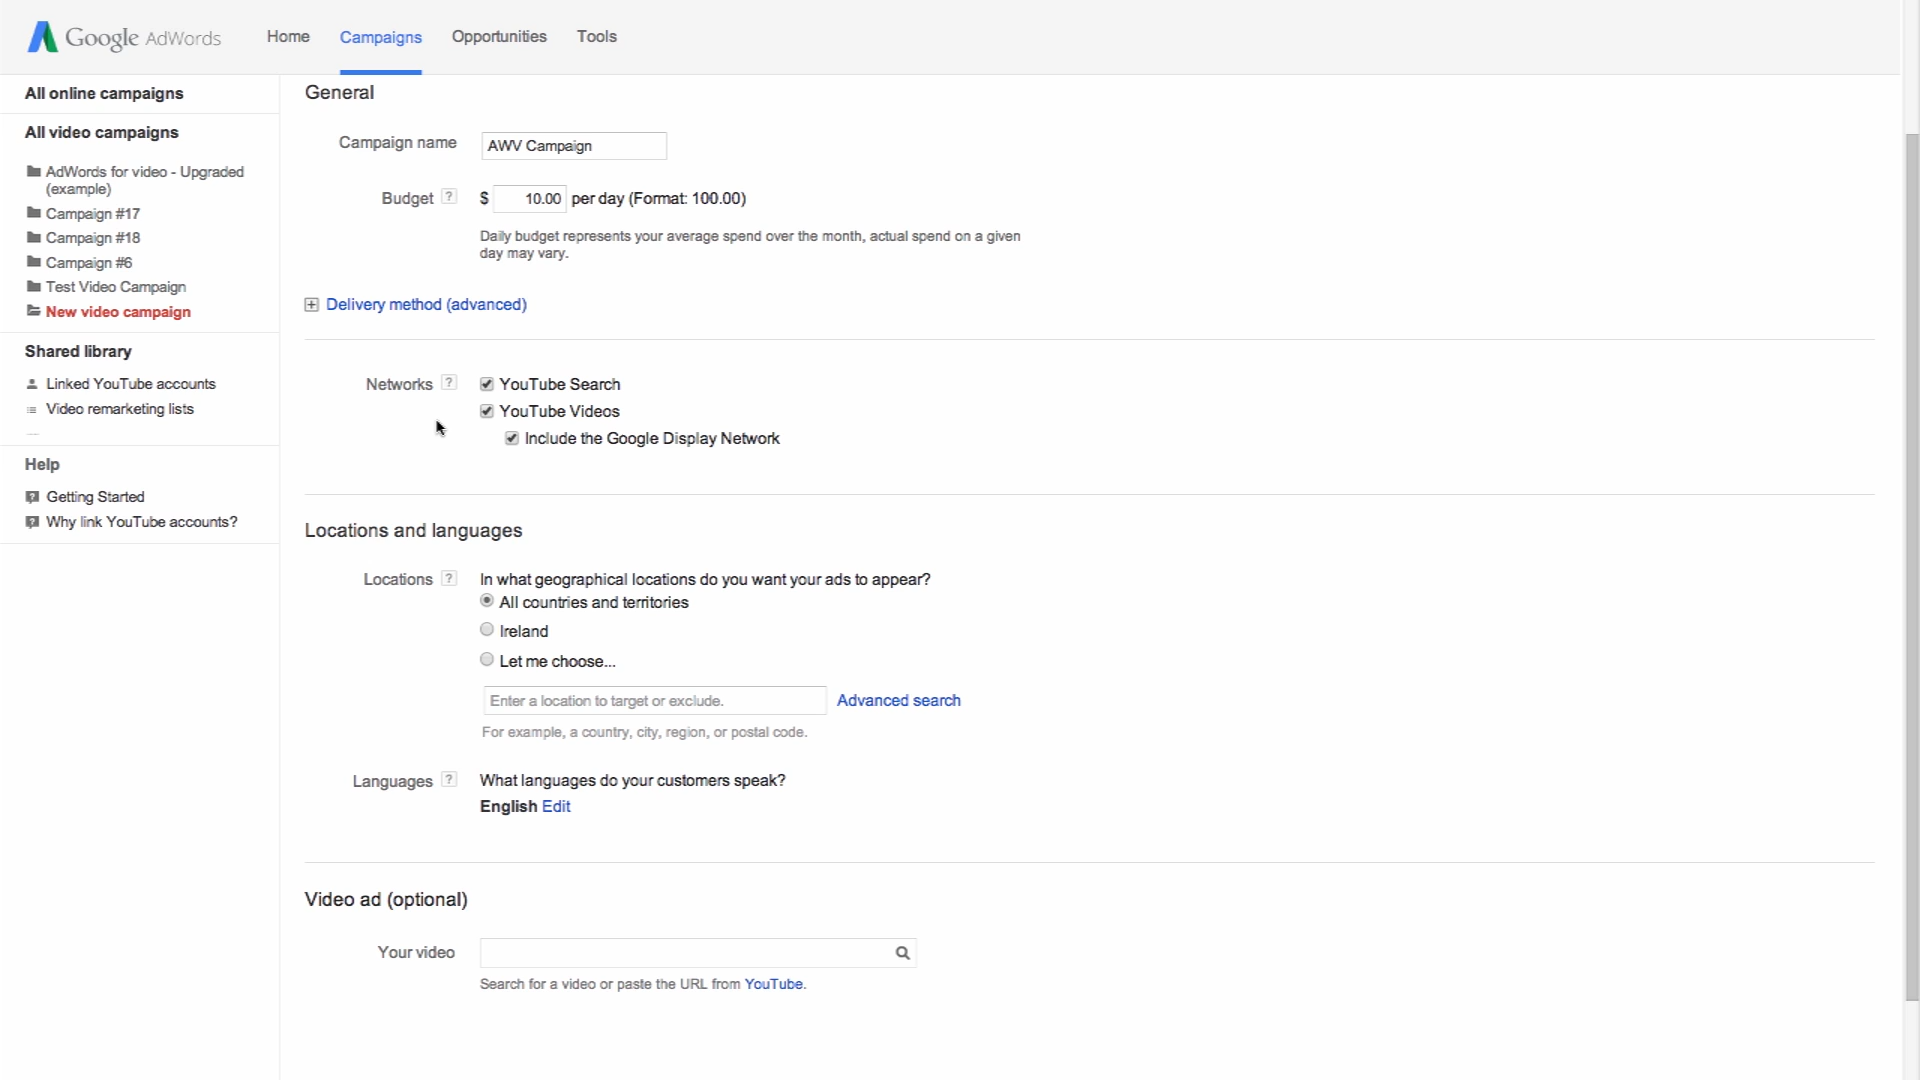 Google AdWords Home Campaigns Opportunities Tools
All online campaigns
All video campaigns
AdWords for video - Upgraded
(example)
Campaign #17
Campaign #18
Campaign #6
Test Video Campaign
New video campaign
Shared library
Linked YouTube accounts
Video remarketing lists
Help
Getting Started
Why link YouTube accounts?
General
Campaign name AWV Campaign
Budget ? $ 10.00 per day (Format: 100.00)
Daily budget represents your average spend over the month, actual spend on a given
day may vary.
Delivery method (advanced)
Networks ? YouTube Search
YouTube Videos
Include the Google Display Network
Locations and languages
Locations ? In what geographical locations do you want your ads to appear?
All countries and territories
Ireland
Let me choose...
Enter a location to target or exclude. Advanced search
For example, a country, city, region, or postal code.
Languages ? What languages do your customers speak?
English Edit
Video ad (optional)
Your video
Search for a video or paste the URL from YouTube.